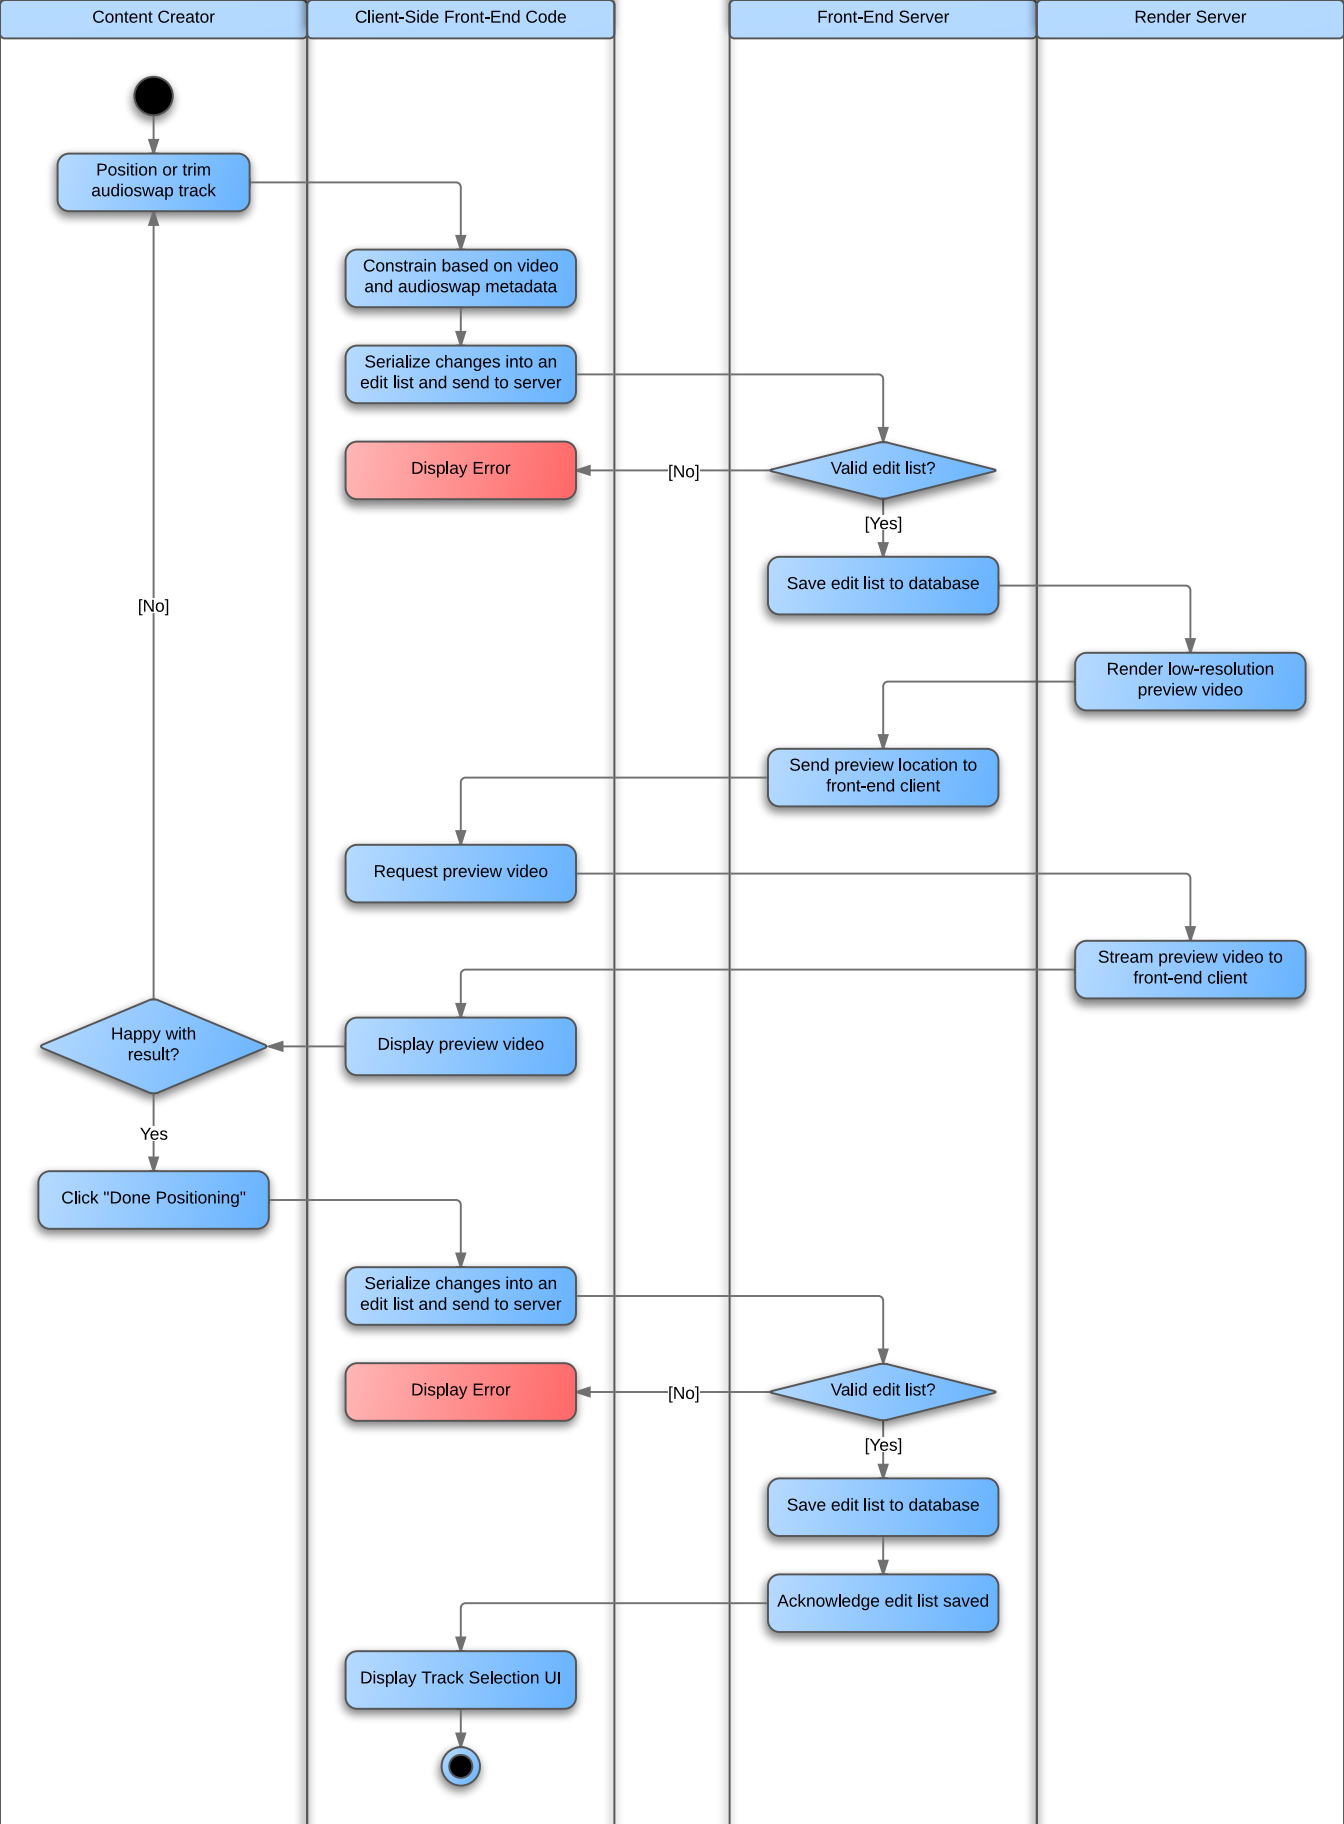 Content Creator
Client-Side Front-End Code
Front-End Server
Render Server
Position or trim
audioswap track
Constrain based on video
and audioswap metadata
Serialize changes into an
edit list and send to server
Display Error
[No]
Valid edit list?
[Yes]
Save edit list to database
[No]
Render low-resolution
preview video
Send preview location to
front-end client
Request preview video
Stream preview video to
front-end client
Happy with
result?
Display preview video
Yes
Click "Done Positioning"
Serialize changes into an
edit list and send to server
Display Error
[No]
Valid edit list?
[Yes]
Save edit list to database
Acknowledge edit list saved
Display Track Selection UI